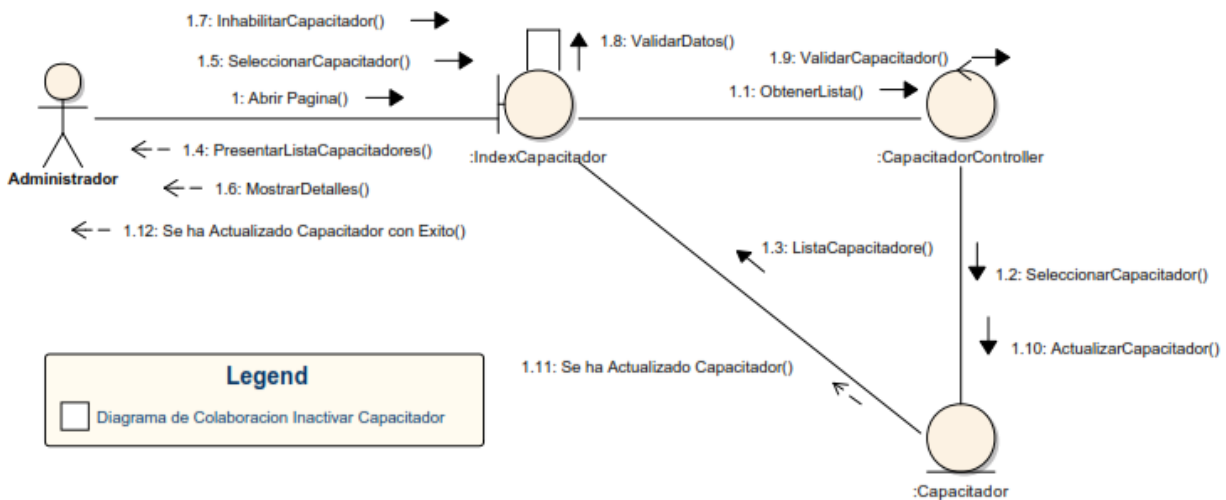 1.7: InhabilitarCapacitador()
1.8: ValidarDatos()
1.5: SeleccionarCapacitador()
1.9: ValidarCapacitador()
1: Abrir Pagina()
1.1: ObtenerLista()
1.4: PresentarListaCapacitadores()
:IndexCapacitador
:CapacitadorController
Administrador
1.6: MostrarDetalles()
1.12: Se ha Actualizado Capacitador con Exito()
1.3: ListaCapacitadore()
1.2: SeleccionarCapacitador()
1.10: ActualizarCapacitador()
1.11: Se ha Actualizado Capacitador()
Legend
Diagrama de Colaboracion Inactivar Capacitador
:Capacitador